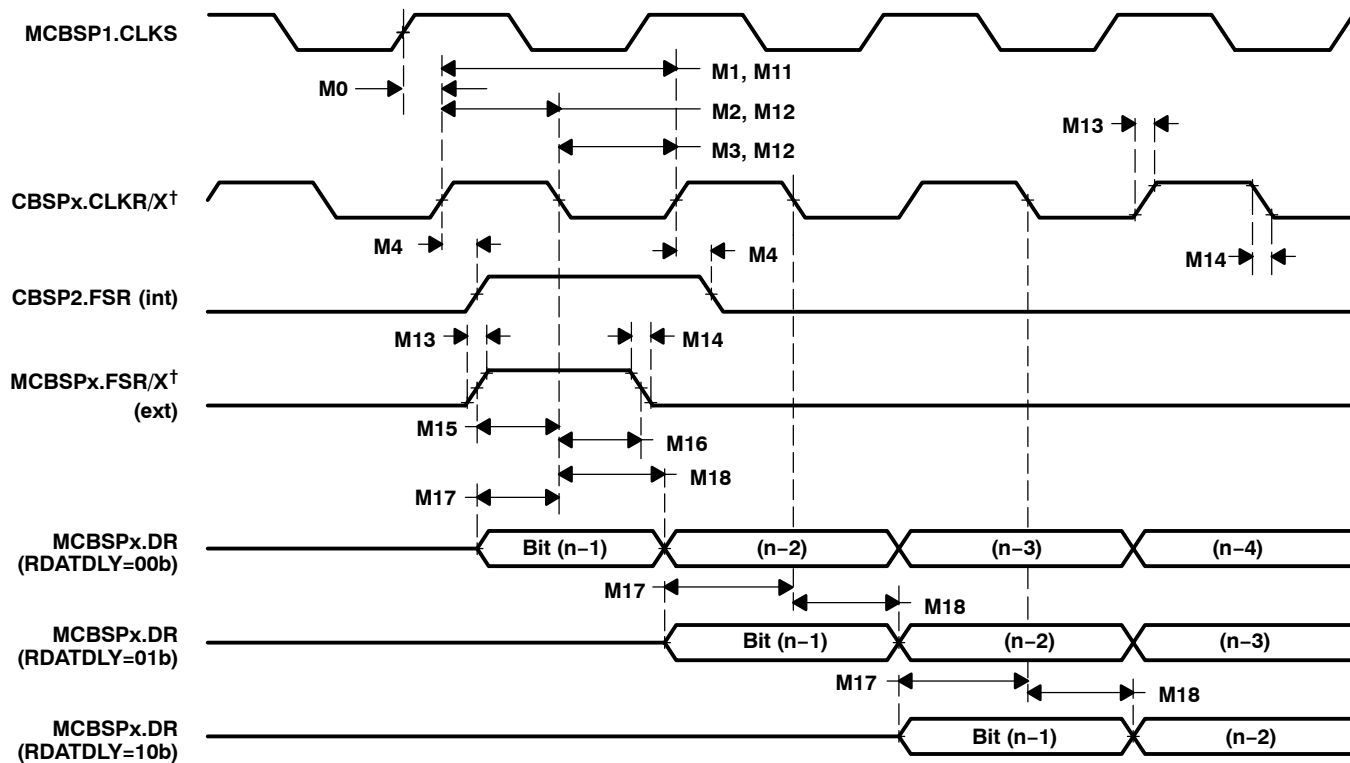 MCBSP1.CLKS
M1, M11
M0
M2, M12
M13
M3, M12
CBSPx.CLKR/X†
M4
M4
M14
CBSP2.FSR (int)
M13
M14
MCBSPx.FSR/X†
(ext)
M15
M16
M18
M17
MCBSPx.DR
(RDATDLY=00b)
Bit (n−1)
(n−2)
(n−3)
(n−4)
M17
M18
MCBSPx.DR
(RDATDLY=01b)
Bit (n−1)
(n−2)
(n−3)
M17
M18
MCBSPx.DR
(RDATDLY=10b)
Bit (n−1)
(n−2)